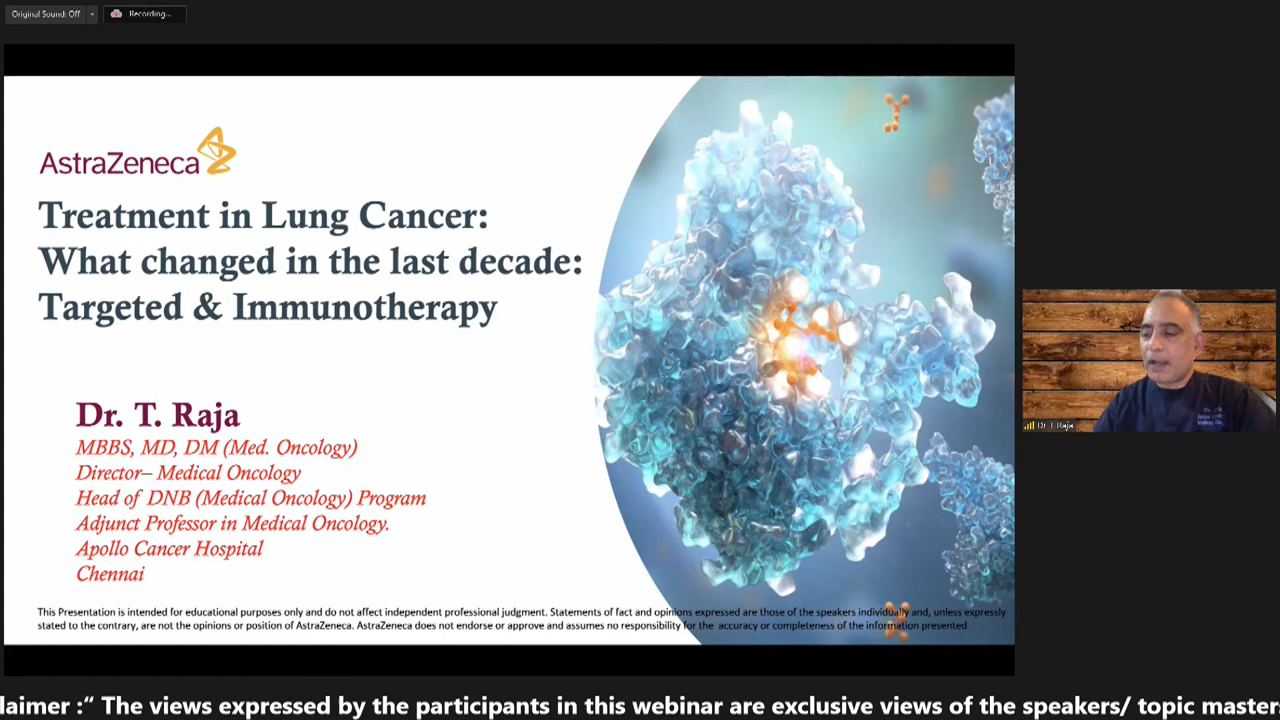 Original Sound: Off
Recording...
AstraZeneca
Treatment in Lung Cancer:
What changed in the last decade:
Targeted & Immunotherapy
Dr. T. Raja
MBBS, MD, DM (Med. Oncology)
Director– Medical Oncology
Head of DNB (Medical Oncology) Program
Adjunct Professor in Medical Oncology.
Apollo Cancer Hospital
Chennai
This Presentation is intended for educational purposes only and do not affect independent professional judgment. Statements of fact and opinions expressed are those of the speakers individually and, unless expressly
stated to the contrary, are not the opinions or position of AstraZeneca. AstraZeneca does not endorse or approve and assumes no responsibility for the accuracy or completeness of the information presented
Dr. T. Raja
laimer :“ The views expressed by the participants in this webinar are exclusive views of the speakers/ topic masters